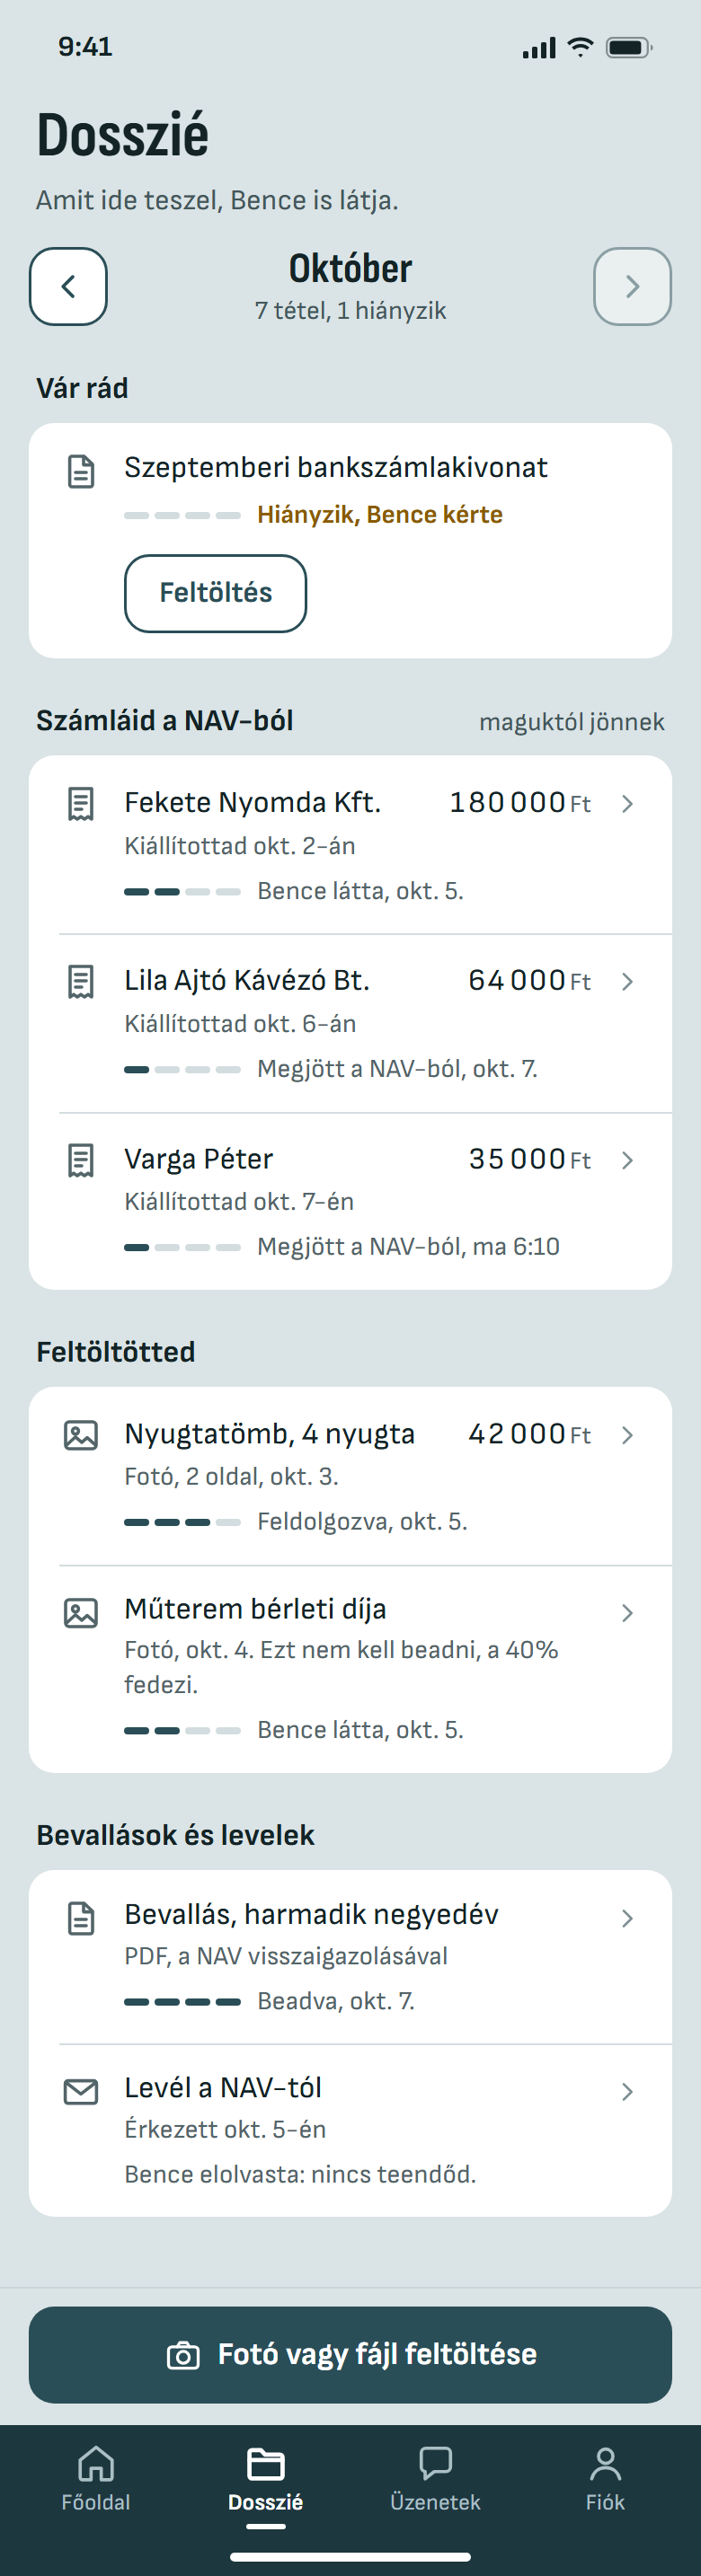 9:41
Dosszié
Amit ide teszel, Bence is látja.
Október
7 tétel, 1 hiányzik
Vár rád
Szeptemberi bankszámlakivonat
Hiányzik, Bence kérte
Feltöltés
Számláid a NAV-ból maguktól jönnek
Fekete Nyomda Kft. 180 000 Ft
Kiállítottad okt. 2-án
Bence látta, okt. 5.
Lila Ajtó Kávézó Bt. 64 000 Ft
Kiállítottad okt. 6-án
Megjött a NAV-ból, okt. 7.
Varga Péter 35 000 Ft
Kiállítottad okt. 7-én
Megjött a NAV-ból, ma 6:10
Feltöltötted
Nyugtatömb, 4 nyugta 42 000 Ft
Fotó, 2 oldal, okt. 3.
Feldolgozva, okt. 5.
Műterem bérleti díja
Fotó, okt. 4. Ezt nem kell beadni, a 40%
fedezi.
Bence látta, okt. 5.
Bevallások és levelek
Bevallás, harmadik negyedév
PDF, a NAV visszaigazolásával
Beadva, okt. 7.
Levél a NAV-tól
Érkezett okt. 5-én
Bence elolvasta: nincs teendőd.
Fotó vagy fájl feltöltése
Főoldal Dosszié Üzenetek Fiók